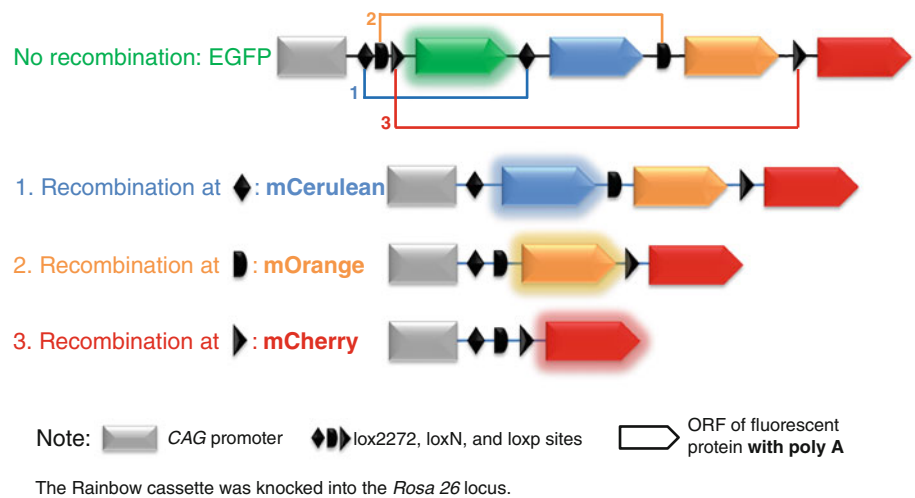 2
No recombination: EGFP
1
3
1. Recombination at : mCerulean
2. Recombination at : mOrange
3. Recombination at : mCherry
Note: CAG promoter lox2272, loxN, and loxp sites ORF of fluorescent
protein with poly A
The Rainbow cassette was knocked into the Rosa 26 locus.